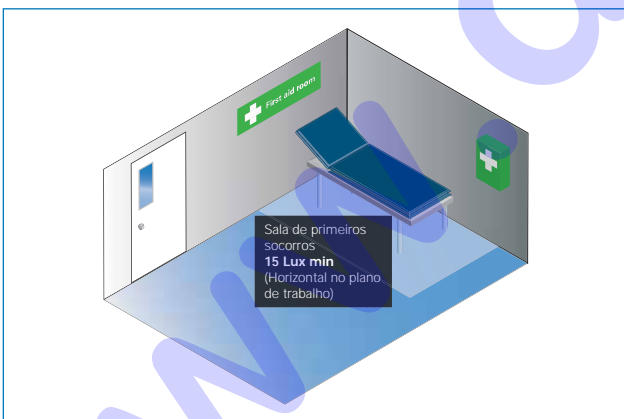 First aid room
Sala de primeiros
socorros
15 Lux min
(Horizontal no plano
de trabalho)